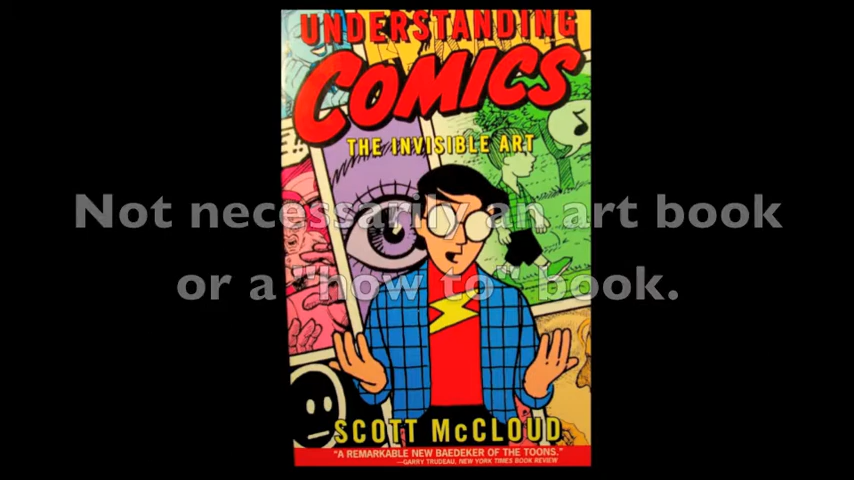 UNDERSTANDING
COMICS
THE INVISIBLE ART
Not necessarily an art book
or a "how to" book.
SCOTT McCLOUD
"A REMARKABLE NEW BAEDEKER OF THE TOONS."
—GARRY TRUDEAU, NEW YORK TIMES BOOK REVIEW